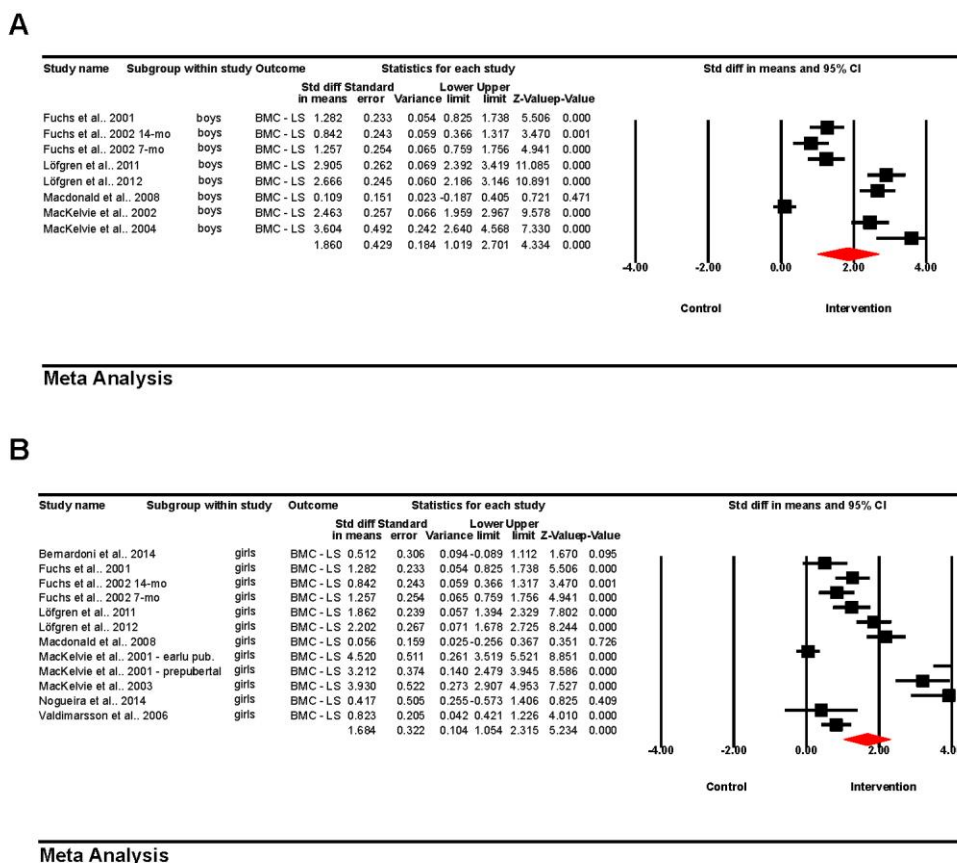 A
Study name Subgroup within study Outcome Statistics for each study Std diff in means and 95% CI
Std diff Standard Lower Upper
in means error Variance limit limit Z-Value p-Value
Fuchs et al.. 2001 boys BMC - LS 1.282 0.233 0.054 0.825 1.738 5.506 0.000
Fuchs et al.. 2002 14-mo boys BMC - LS 0.842 0.243 0.059 0.366 1.317 3.470 0.001
Fuchs et al.. 2002 7-mo boys BMC - LS 1.257 0.254 0.065 0.759 1.756 4.941 0.000
Löfgren et al.. 2011 boys BMC - LS 2.905 0.262 0.069 2.392 3.419 11.085 0.000
Löfgren et al.. 2012 boys BMC - LS 2.666 0.245 0.060 2.186 3.146 10.891 0.000
Macdonald et al.. 2008 boys BMC - LS 0.109 0.151 0.023 -0.187 0.405 0.721 0.471
MacKelvie et al.. 2002 boys BMC - LS 2.463 0.257 0.066 1.959 2.967 9.578 0.000
MacKelvie et al.. 2004 boys BMC - LS 3.604 0.492 0.242 2.640 4.568 7.330 0.000
1.860 0.429 0.184 1.019 2.701 4.334 0.000
-4.00 -2.00 0.00 2.00 4.00
Control Intervention
Meta Analysis
B
Study name Subgroup within study Outcome Statistics for each study Std diff in means and 95% CI
Std diff Standard Lower Upper
in means error Variance limit limit Z-Value p-Value
Bernardoni et al.. 2014 girls BMC - LS 0.512 0.306 0.094 -0.089 1.112 1.670 0.095
Fuchs et al.. 2001 girls BMC - LS 1.282 0.233 0.054 0.825 1.738 5.506 0.000
Fuchs et al.. 2002 14-mo girls BMC - LS 0.842 0.243 0.059 0.366 1.317 3.470 0.001
Fuchs et al.. 2002 7-mo girls BMC - LS 1.257 0.254 0.065 0.759 1.756 4.941 0.000
Löfgren et al.. 2011 girls BMC - LS 1.862 0.239 0.057 1.394 2.329 7.802 0.000
Löfgren et al.. 2012 girls BMC - LS 2.202 0.267 0.071 1.678 2.725 8.244 0.000
Macdonald et al.. 2008 girls BMC - LS 0.056 0.159 0.025 -0.256 0.367 0.351 0.726
MacKelvie et al.. 2001 - earlu pub. girls BMC - LS 4.520 0.511 0.261 3.519 5.521 8.851 0.000
MacKelvie et al.. 2001 - prepubertal girls BMC - LS 3.212 0.374 0.140 2.479 3.945 8.586 0.000
MacKelvie et al.. 2003 girls BMC - LS 3.930 0.522 0.273 2.907 4.953 7.527 0.000
Nogueira et al.. 2014 girls BMC - LS 0.417 0.505 0.255 -0.573 1.406 0.825 0.409
Valdimarsson et al.. 2006 girls BMC - LS 0.823 0.205 0.042 0.421 1.226 4.010 0.000
1.684 0.322 0.104 1.054 2.315 5.234 0.000
-4.00 -2.00 0.00 2.00 4.00
Control Intervention
Meta Analysis